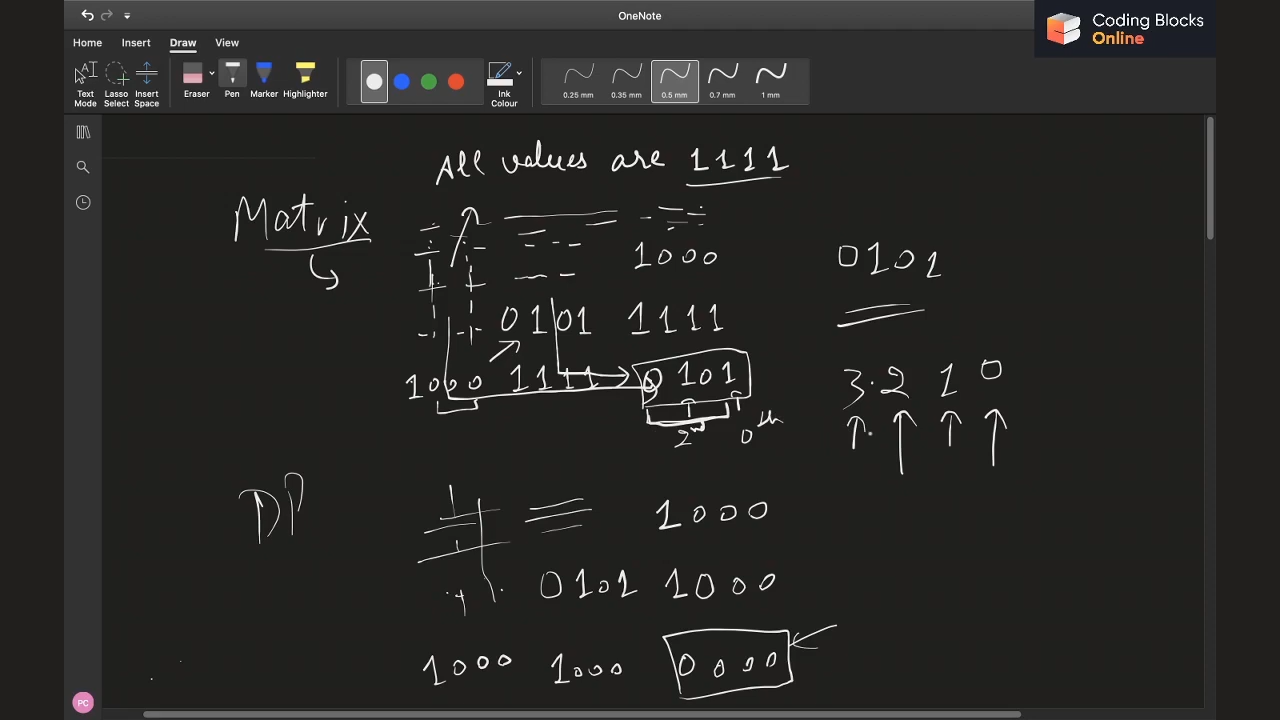 OneNote
Coding Blocks
Online
Home Insert Draw View
Text Mode
Lasso Select
Insert Space
Eraser
Pen
Marker
Highlighter
Ink Colour
0.25 mm
0.35 mm
0.5 mm
0.7 mm
1 mm
All values are 1111
Matrix
1000
0101
0101 1111
1000 1111 0101
3.2 1 0
2nd 0th
DP
1000
0101 1000
1000 1000 0000
PC